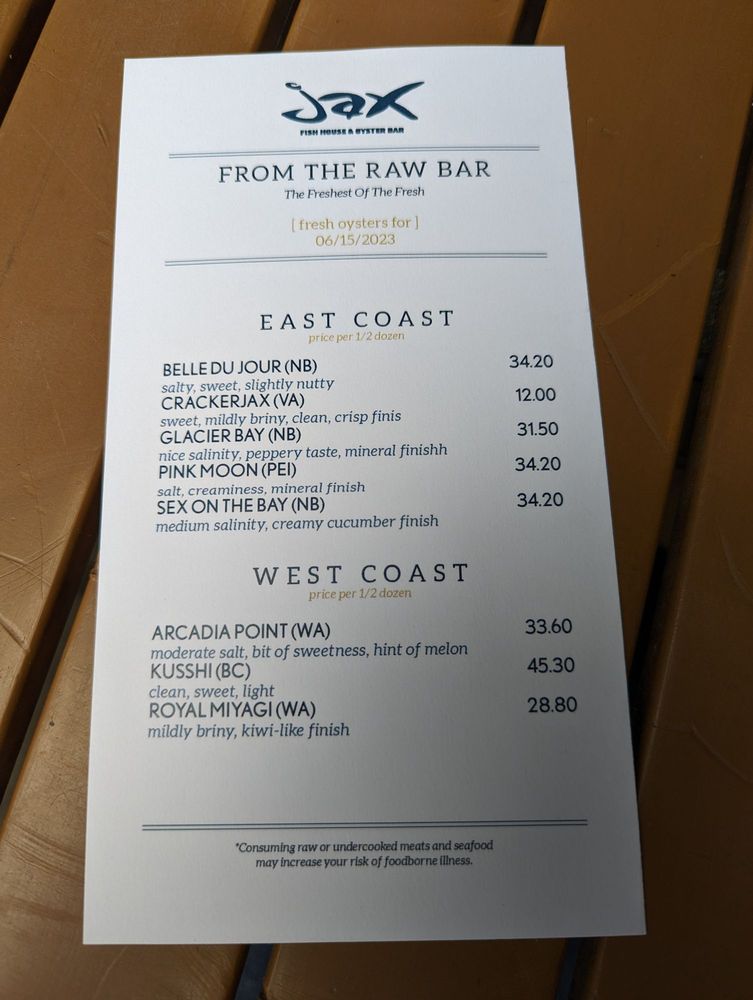 jax
FISH HOUSE & OYSTER BAR
FROM THE RAW BAR
The Freshest Of The Fresh
[ fresh oysters for ]
06/15/2023
EAST COAST
price per 1/2 dozen
BELLE DU JOUR (NB) 34.20
salty, sweet, slightly nutty
CRACKERJAX (VA) 12.00
sweet, mildly briny, clean, crisp finis
GLACIER BAY (NB) 31.50
nice salinity, peppery taste, mineral finishh
PINK MOON (PEI) 34.20
salt, creaminess, mineral finish
SEX ON THE BAY (NB) 34.20
medium salinity, creamy cucumber finish
WEST COAST
price per 1/2 dozen
ARCADIA POINT (WA) 33.60
moderate salt, bit of sweetness, hint of melon
KUSSHI (BC) 45.30
clean, sweet, light
ROYAL MIYAGI (WA) 28.80
mildly briny, kiwi-like finish
*Consuming raw or undercooked meats and seafood
may increase your risk of foodborne illness.